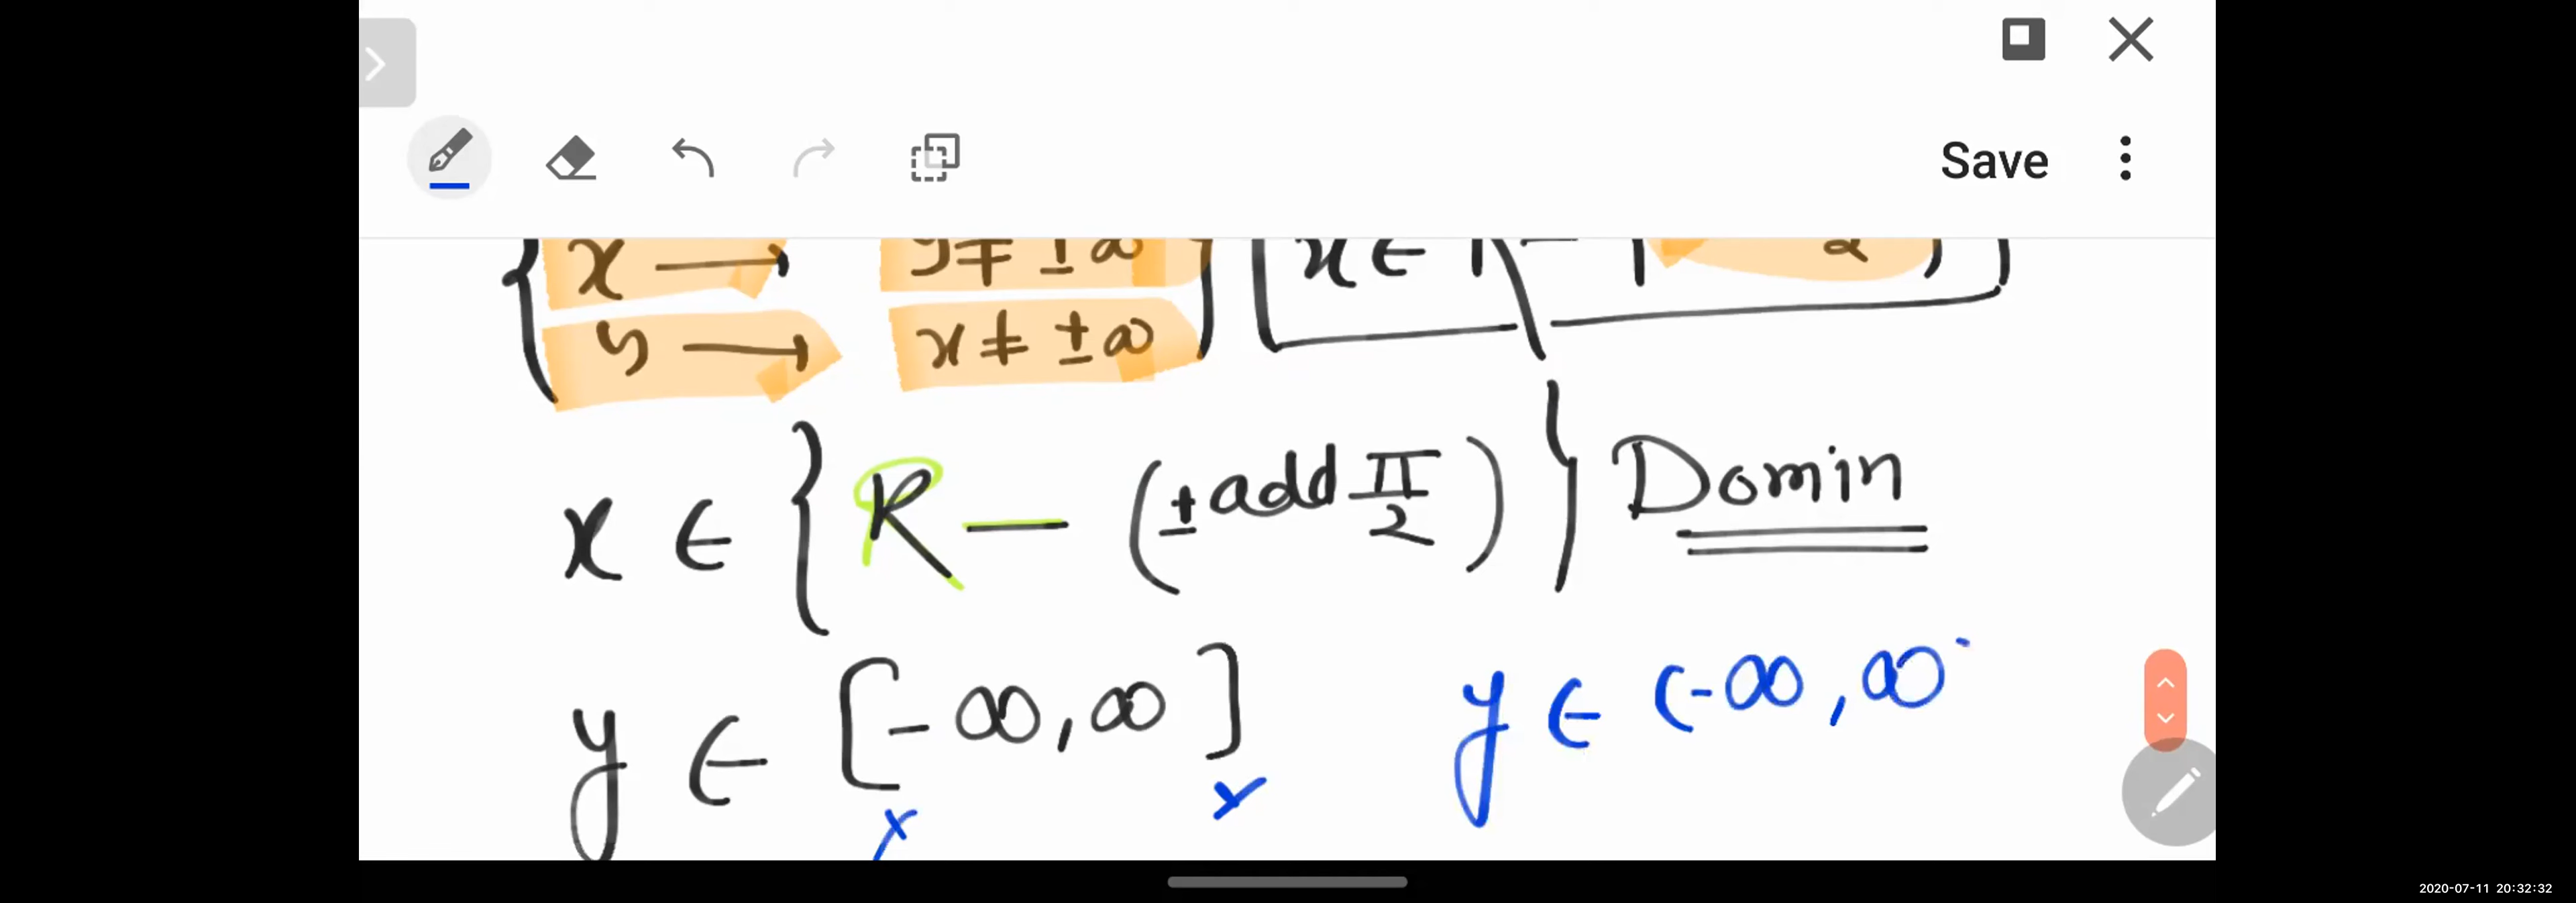 Save
x → y ≠ ± ∞
y → x ≠ ± ∞
x ∈ { R — (± add π/2) } Domin
y ∈ [-∞, ∞] y ∈ (-∞, ∞
2020-07-11 20:32:32